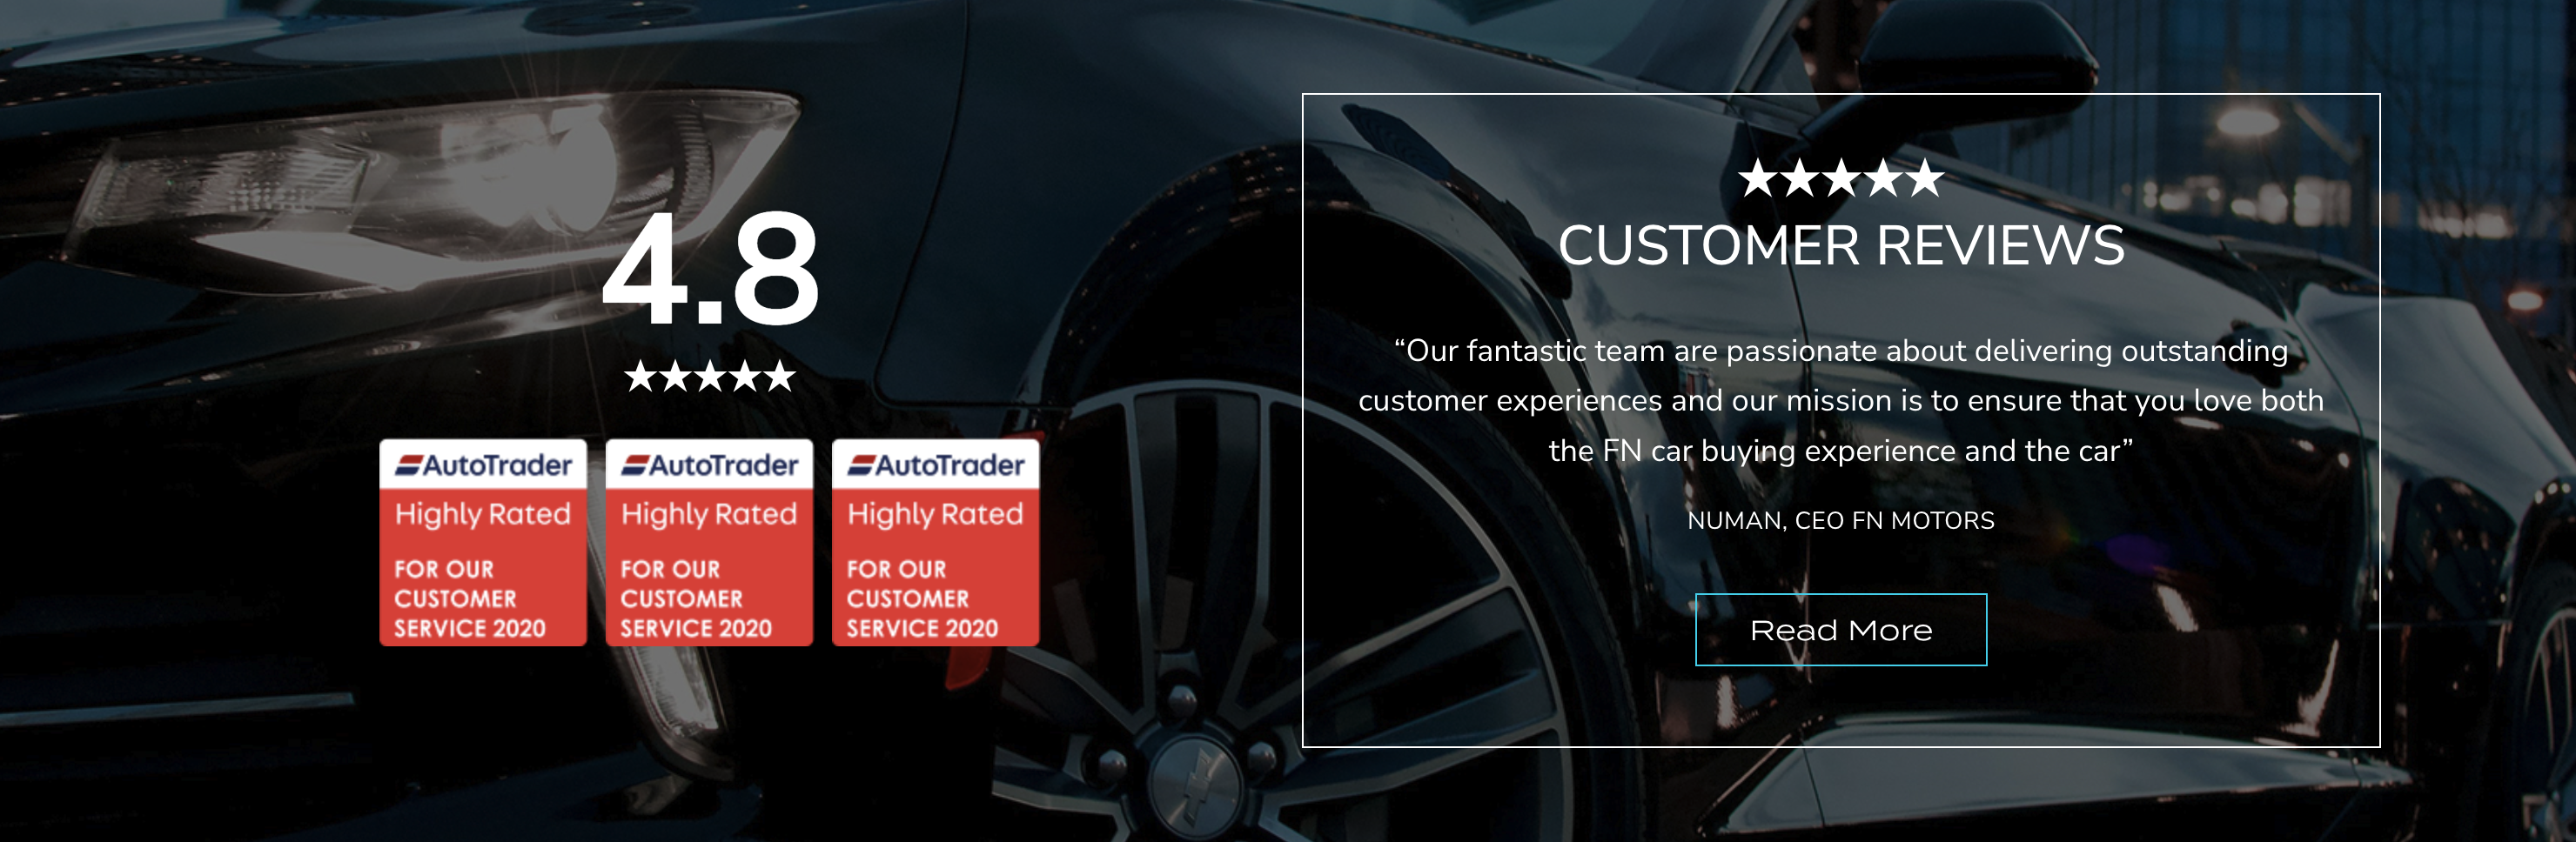 4.8
★★★★★
AutoTrader
Highly Rated
FOR OUR
CUSTOMER
SERVICE 2020
AutoTrader
Highly Rated
FOR OUR
CUSTOMER
SERVICE 2020
AutoTrader
Highly Rated
FOR OUR
CUSTOMER
SERVICE 2020
★★★★★
CUSTOMER REVIEWS
“Our fantastic team are passionate about delivering outstanding
customer experiences and our mission is to ensure that you love both
the FN car buying experience and the car”
NUMAN, CEO FN MOTORS
Read More